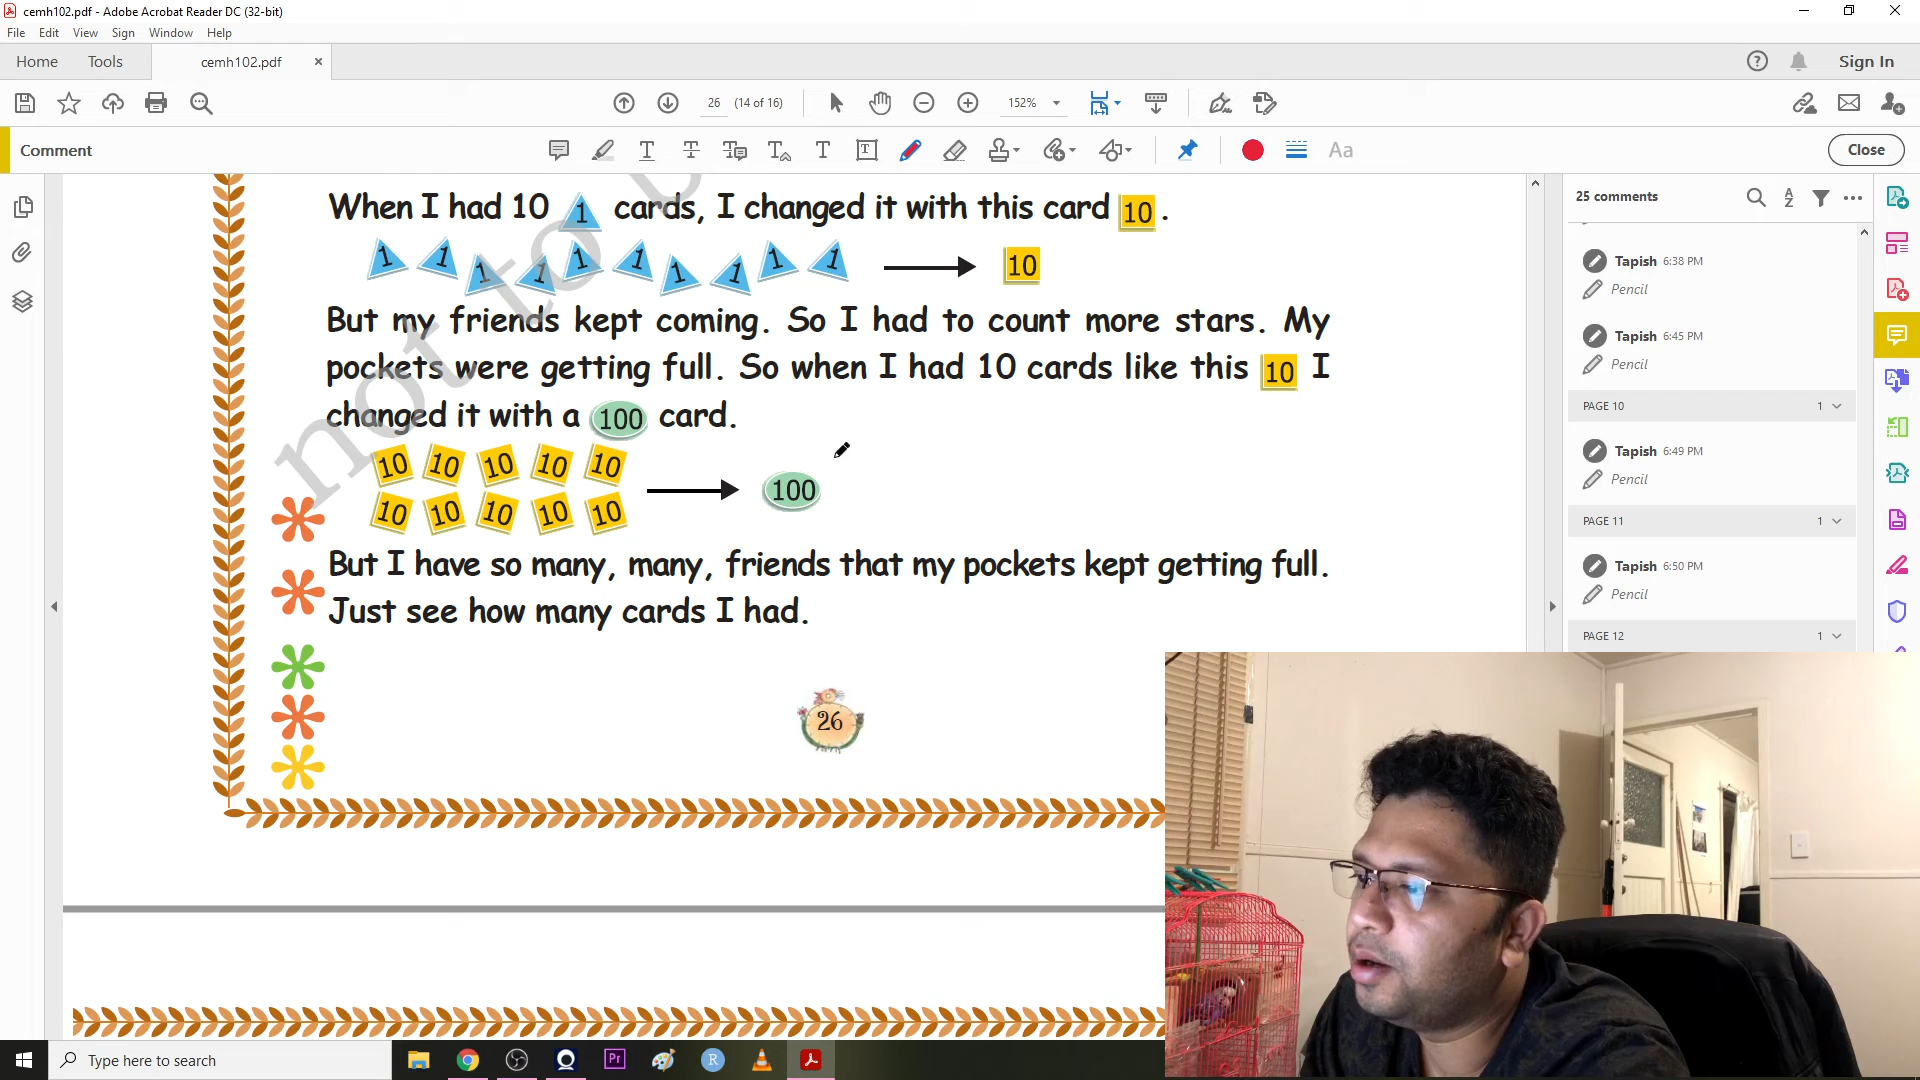 cemh102.pdf - Adobe Acrobat Reader DC (32-bit)
File Edit View Sign Window Help
Home Tools cemh102.pdf × Sign In
26 (14 of 16) 152%
Comment Aa Close
25 comments
When I had 10 1 cards, I changed it with this card 10 .
1 1 1 1 1 1 1 1 1 1 10
But my friends kept coming. So I had to count more stars. My
pockets were getting full. So when I had 10 cards like this 10 I
changed it with a 100 card.
10 10 10 10 10
100
10 10 10 10 10
But I have so many, many, friends that my pockets kept getting full.
Just see how many cards I had.
26
not to
Tapish 6:38 PM
Pencil
Tapish 6:45 PM
Pencil
PAGE 10 1
Tapish 6:49 PM
Pencil
PAGE 11 1
Tapish 6:50 PM
Pencil
PAGE 12 1
Type here to search
Pr R